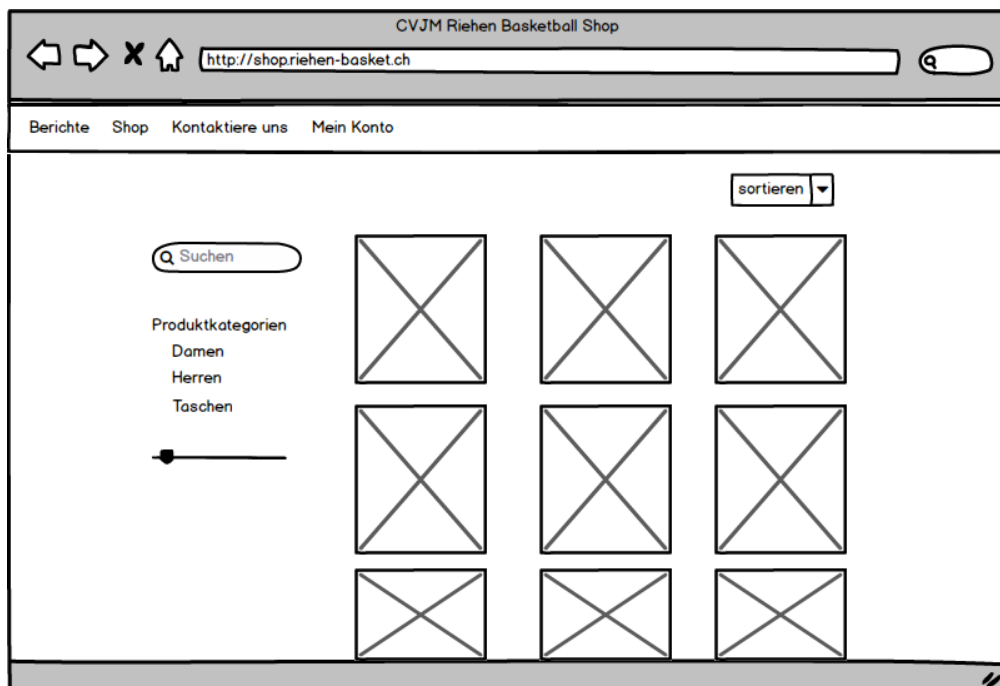 CVJM Riehen Basketball Shop
http://shop.riehen-basket.ch
Berichte Shop Kontaktiere uns Mein Konto
sortieren
Suchen
Produktkategorien
Damen
Herren
Taschen